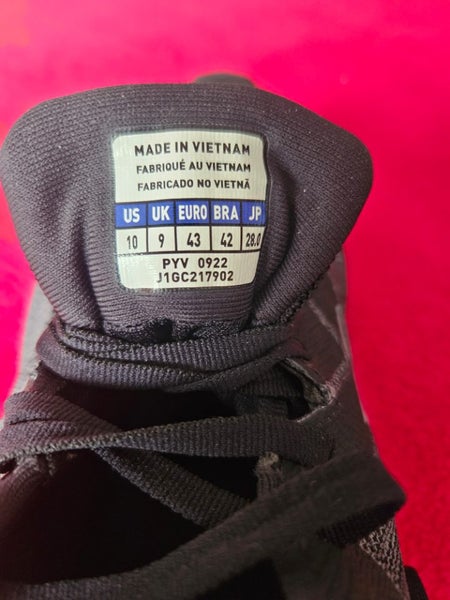 MADE IN VIETNAM
FABRIQUÉ AU VIETNAM
FABRICADO NO VIETNÃ
US UK EURO BRA JP
10 9 43 42 28.0
PYV 0922
J1GC217902